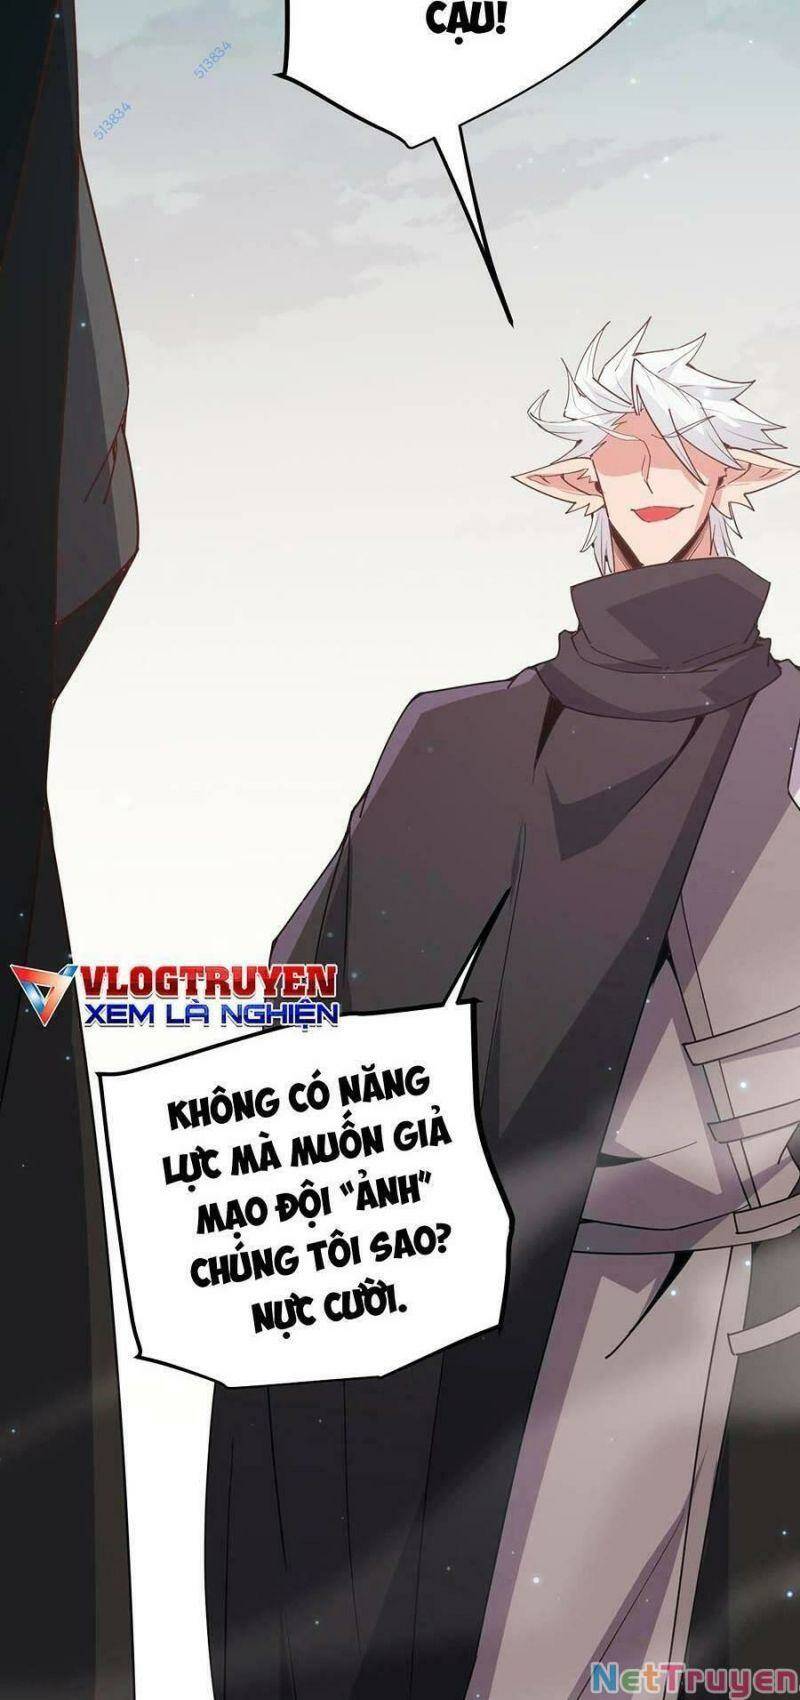 CẬU!
513834
513834
VLOGTRUYEN
XEM LÀ NGHIỆN
KHÔNG CÓ NĂNG
LỰC MÀ MUỐN GIẢ
MẠO ĐỘI "ẢNH"
CHÚNG TÔI SAO?
NỰC CƯỜI.
NetTruyen